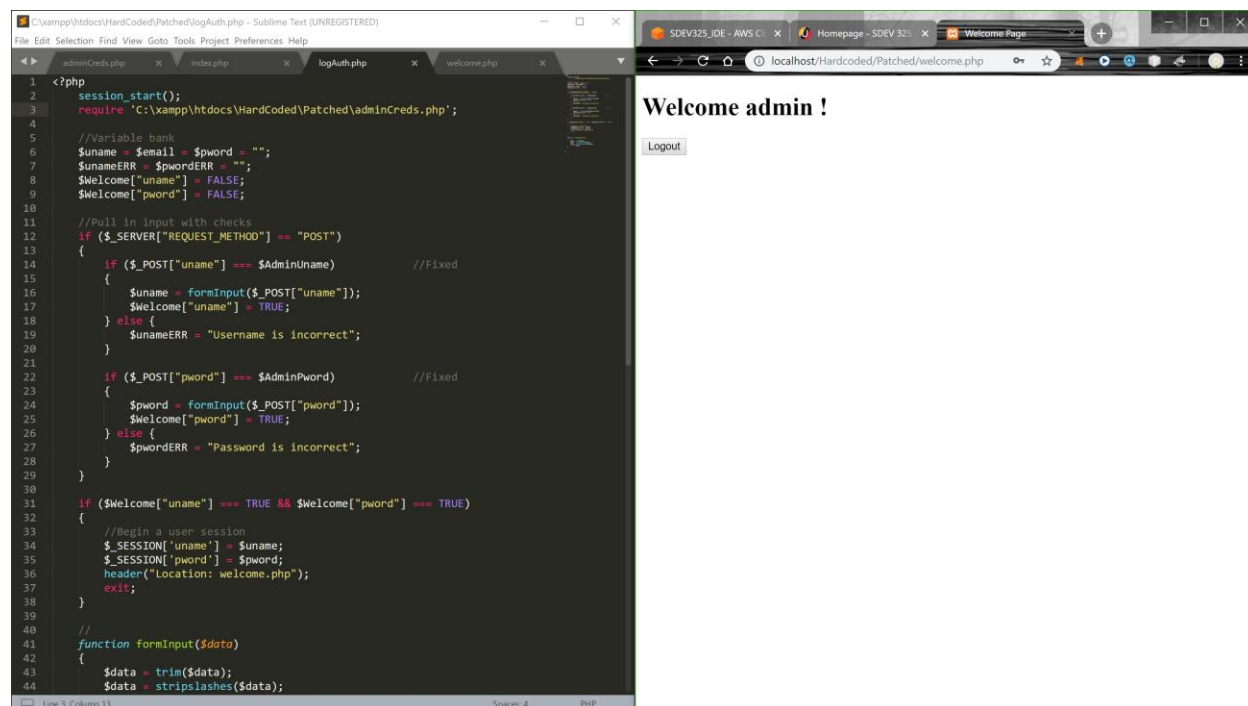 C:\xampp\htdocs\HardCoded\Patched\logAuth.php - Sublime Text (UNREGISTERED)
File Edit Selection Find View Goto Tools Project Preferences Help
adminCreds.php index.php logAuth.php welcome.php
1 <?php
2     session_start();
3     require 'C:\xampp\htdocs\HardCoded\Patched\adminCreds.php';
4
5     //Variable bank
6     $uname = $email = $pword = "";
7     $unameERR = $pwordERR = "";
8     $Welcome["uname"] = FALSE;
9     $Welcome["pword"] = FALSE;
10
11     //Pull in input with checks
12     if ($_SERVER["REQUEST_METHOD"] == "POST")
13     {
14         if ($_POST["uname"] === $AdminUname)             //Fixed
15         {
16             $uname = formInput($_POST["uname"]);
17             $Welcome["uname"] = TRUE;
18         } else {
19             $unameERR = "Username is incorrect";
20         }
21
22         if ($_POST["pword"] === $AdminPword)             //Fixed
23         {
24             $pword = formInput($_POST["pword"]);
25             $Welcome["pword"] = TRUE;
26         } else {
27             $pwordERR = "Password is incorrect";
28         }
29     }
30
31     if ($Welcome["uname"] === TRUE && $Welcome["pword"] === TRUE)
32     {
33         //Begin a user session
34         $_SESSION['uname'] = $uname;
35         $_SESSION['pword'] = $pword;
36         header("Location: welcome.php");
37         exit;
38     }
39
40     //
41     function formInput($data)
42     {
43         $data = trim($data);
44         $data = stripslashes($data);
Line 3, Column 13 Spaces: 4 PHP
SDEV325_IDE - AWS Cl Homepage - SDEV 325 Welcome Page
localhost/Hardcoded/Patched/welcome.php
Welcome admin !
Logout